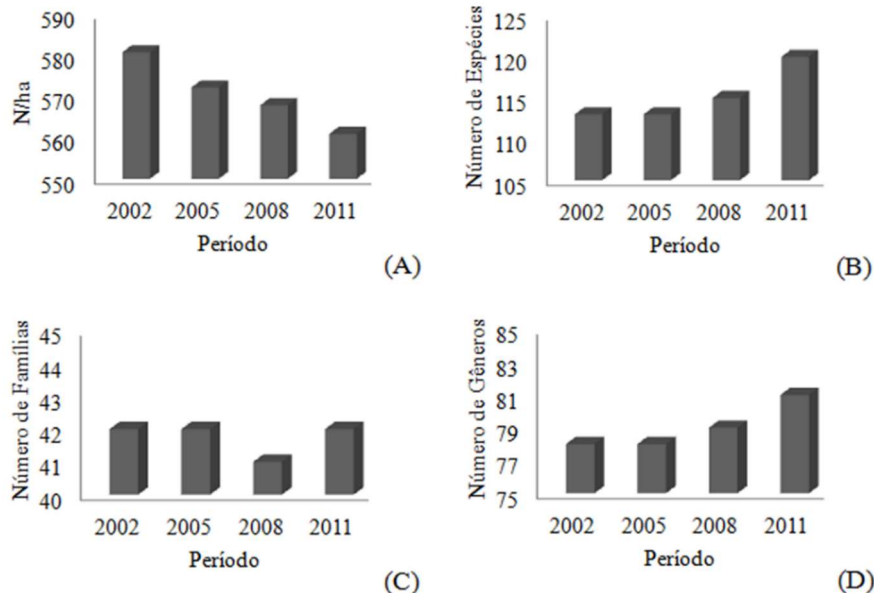 N/ha
590
580
570
560
550
2002 2005 2008 2011
Período
(A)
Número de Espécies
125
120
115
110
105
2002 2005 2008 2011
Período
(B)
Número de Famílias
45
44
43
42
41
40
2002 2005 2008 2011
Período
(C)
Número de Gêneros
85
83
81
79
77
75
2002 2005 2008 2011
Período
(D)